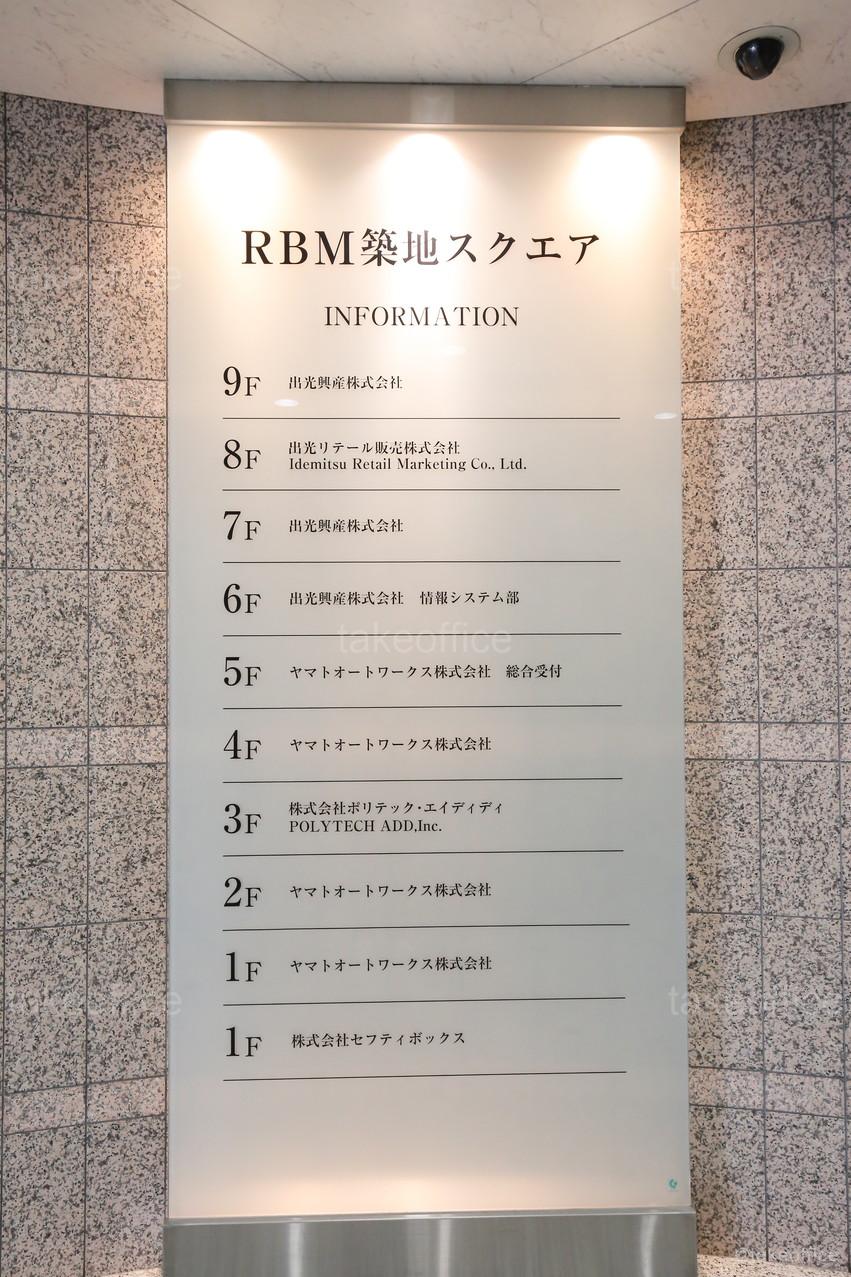 RBM築地スクエア
INFORMATION
9F 出光興産株式会社
8F 出光リテール販売株式会社
Idemitsu Retail Marketing Co., Ltd.
7F 出光興産株式会社
6F 出光興産株式会社 情報システム部
takeoffice
5F ヤマトオートワークス株式会社 総合受付
4F ヤマトオートワークス株式会社
3F 株式会社ポリテック・エイディディ
POLYTECH ADD,Inc.
2F ヤマトオートワークス株式会社
1F ヤマトオートワークス株式会社
1F 株式会社セフティボックス
©takeoffice